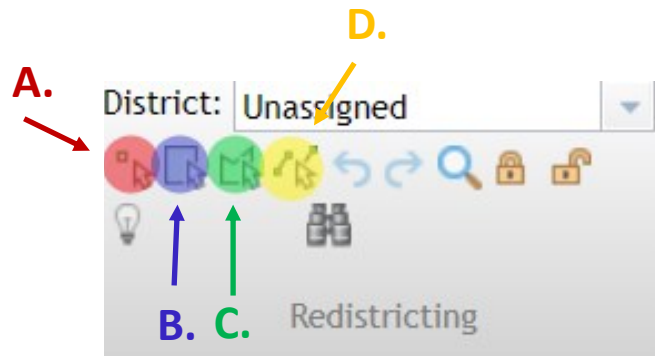 D.
A.
District: Unassigned
B. C.
Redistricting